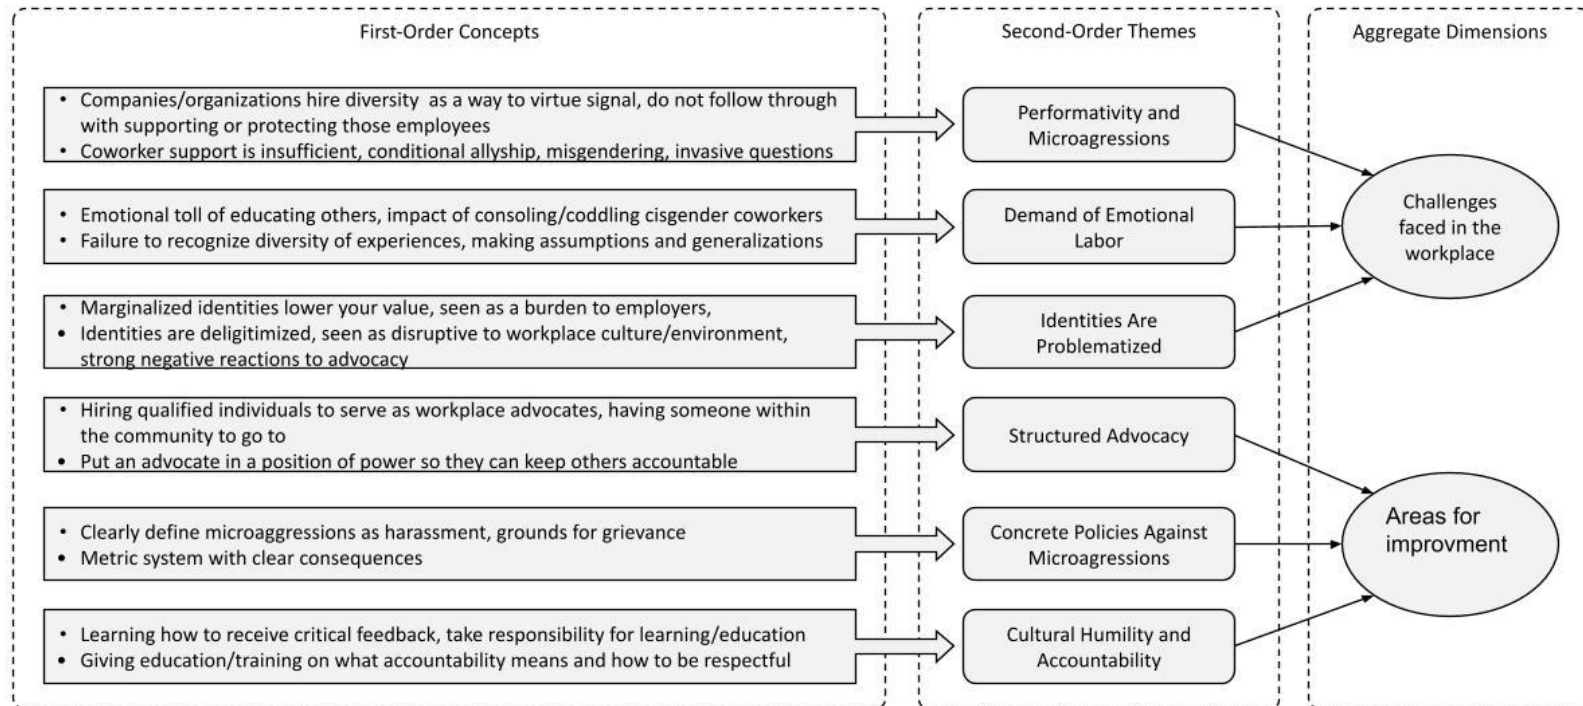 First-Order Concepts
Second-Order Themes
Aggregate Dimensions
• Companies/organizations hire diversity as a way to virtue signal, do not follow through
with supporting or protecting those employees
• Coworker support is insufficient, conditional allyship, misgendering, invasive questions
Performativity and
Microagressions
• Emotional toll of educating others, impact of consoling/coddling cisgender coworkers
• Failure to recognize diversity of experiences, making assumptions and generalizations
Demand of Emotional
Labor
• Marginalized identities lower your value, seen as a burden to employers,
• Identities are deligitimized, seen as disruptive to workplace culture/environment,
strong negative reactions to advocacy
Identities Are
Problematized
Challenges
faced in the
workplace
• Hiring qualified individuals to serve as workplace advocates, having someone within
the community to go to
• Put an advocate in a position of power so they can keep others accountable
Structured Advocacy
• Clearly define microaggressions as harassment, grounds for grievance
• Metric system with clear consequences
Concrete Policies Against
Microagressions
• Learning how to receive critical feedback, take responsibility for learning/education
• Giving education/training on what accountability means and how to be respectful
Cultural Humility and
Accountability
Areas for
improvment